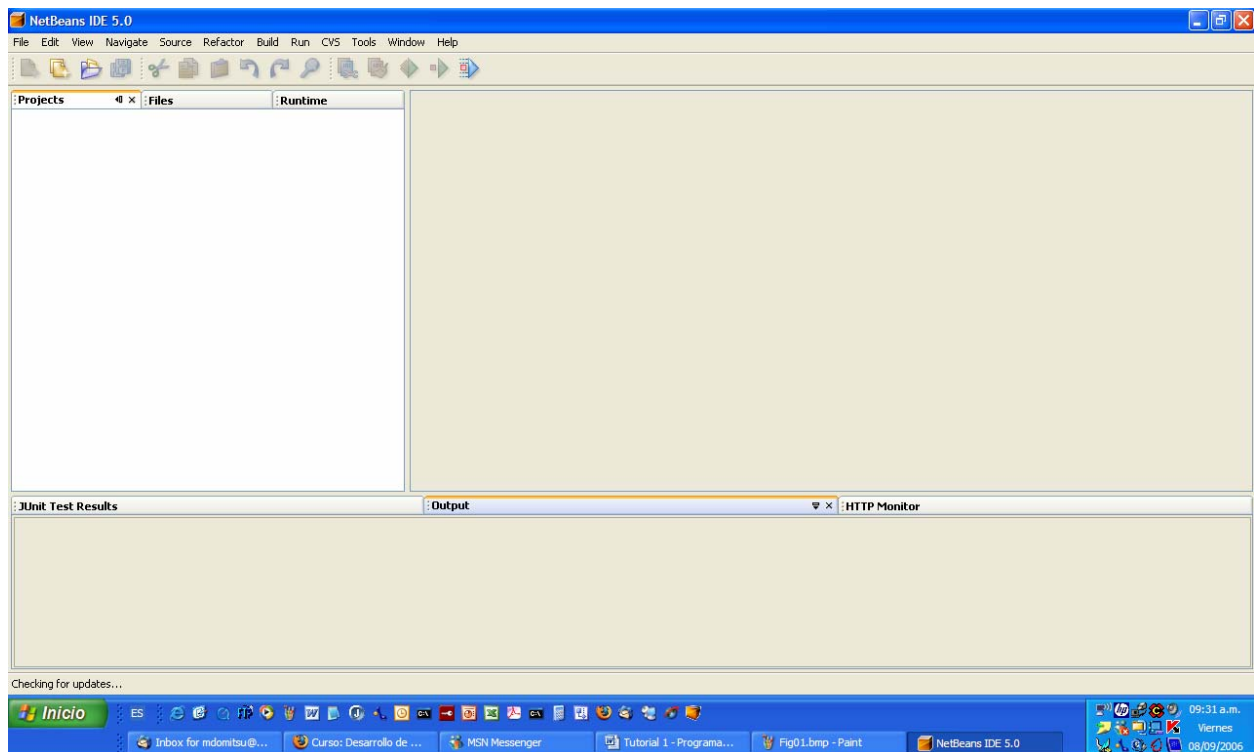 NetBeans IDE 5.0
File Edit View Navigate Source Refactor Build Run CVS Tools Window Help
Projects Files Runtime
JUnit Test Results Output HTTP Monitor
Checking for updates...
Inicio ES 09:31 a.m.
Viernes
Inbox for mdomitsu@... Curso: Desarrollo de ... MSN Messenger Tutorial 1 - Programa... Fig01.bmp - Paint NetBeans IDE 5.0 08/09/2006